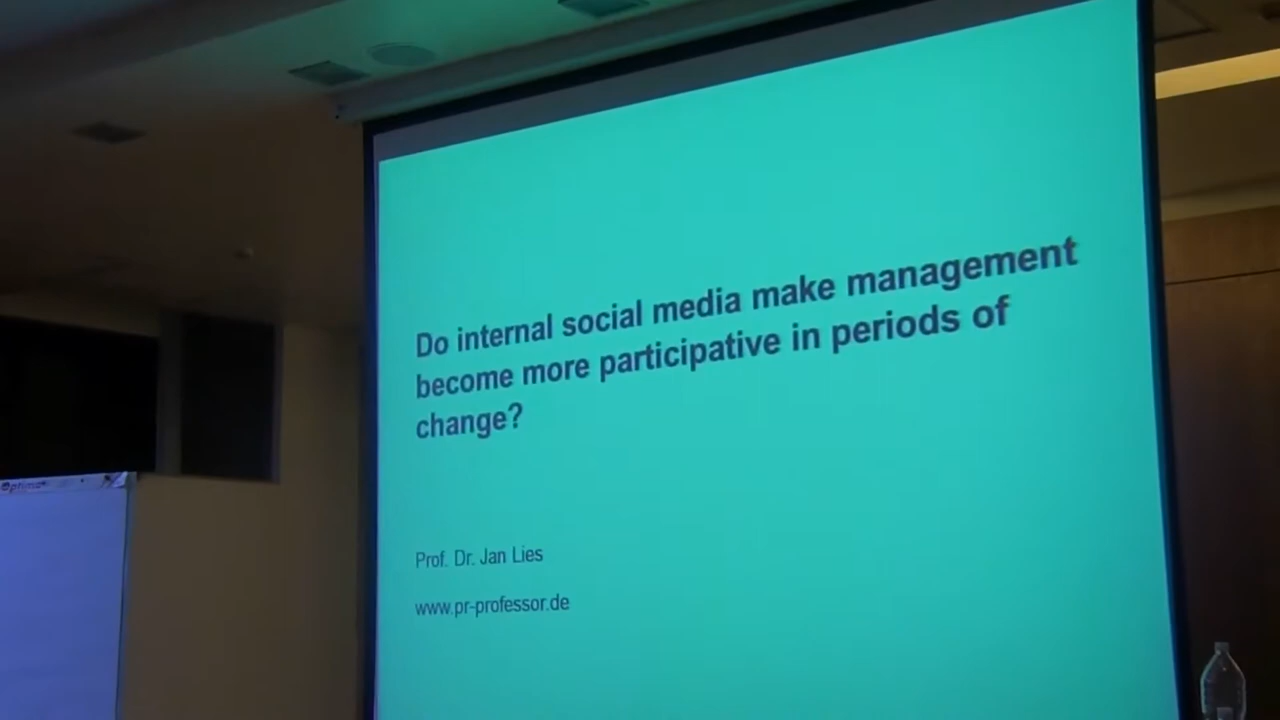 Do internal social media make management
become more participative in periods of
change?
Prof. Dr. Jan Lies
www.pr-professor.de